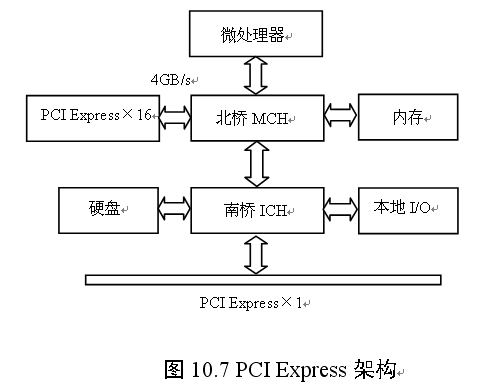 微处理器
4GB/s
PCI Express×16
北桥 MCH
内存
硬盘
南桥 ICH
本地 I/O
PCI Express×1
图 10.7 PCI Express 架构